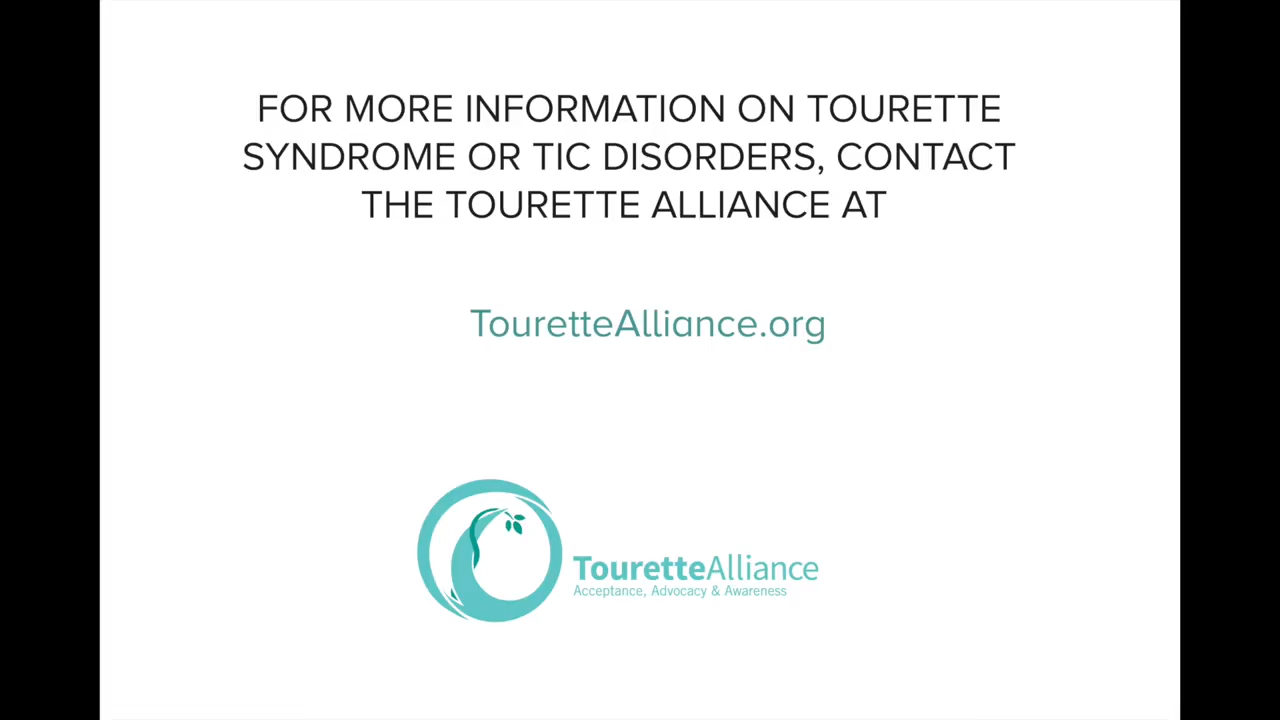 FOR MORE INFORMATION ON TOURETTE
SYNDROME OR TIC DISORDERS, CONTACT
THE TOURETTE ALLIANCE AT
TouretteAlliance.org
TouretteAlliance
Acceptance, Advocacy & Awareness